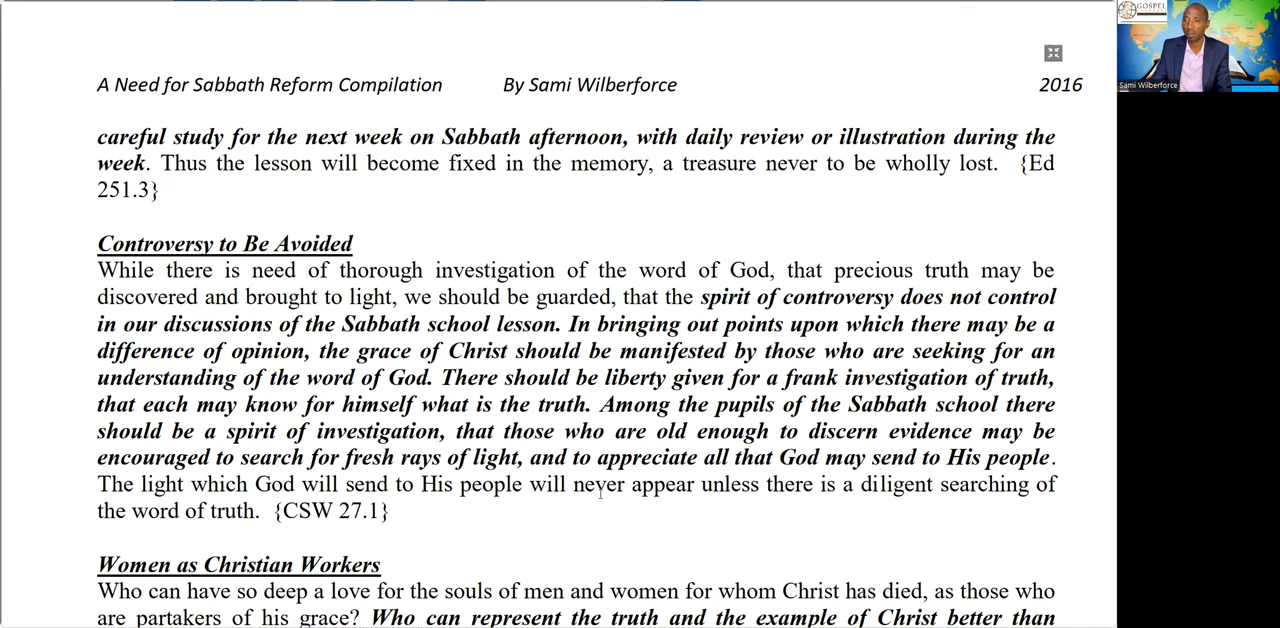 GOSPEL
Sami Wilberforce
A Need for Sabbath Reform Compilation By Sami Wilberforce 2016
careful study for the next week on Sabbath afternoon, with daily review or illustration during the
week. Thus the lesson will become fixed in the memory, a treasure never to be wholly lost. {Ed
251.3}
Controversy to Be Avoided
While there is need of thorough investigation of the word of God, that precious truth may be
discovered and brought to light, we should be guarded, that the spirit of controversy does not control
in our discussions of the Sabbath school lesson. In bringing out points upon which there may be a
difference of opinion, the grace of Christ should be manifested by those who are seeking for an
understanding of the word of God. There should be liberty given for a frank investigation of truth,
that each may know for himself what is the truth. Among the pupils of the Sabbath school there
should be a spirit of investigation, that those who are old enough to discern evidence may be
encouraged to search for fresh rays of light, and to appreciate all that God may send to His people.
The light which God will send to His people will never appear unless there is a diligent searching of
the word of truth. {CSW 27.1}
Women as Christian Workers
Who can have so deep a love for the souls of men and women for whom Christ has died, as those who
are partakers of his grace? Who can represent the truth and the example of Christ better than